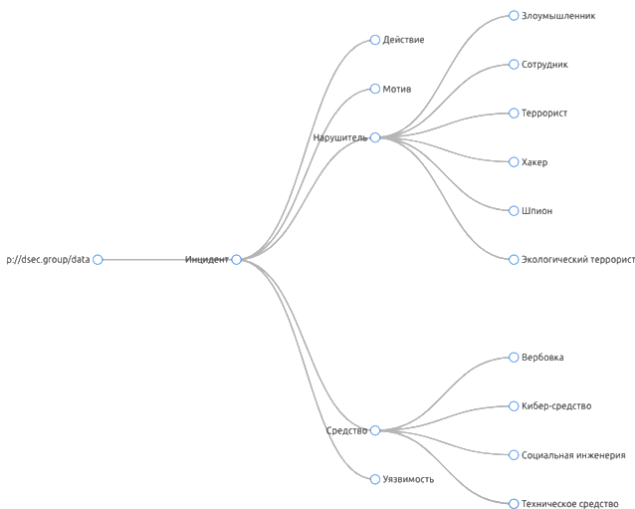 Злоумышленник
Действие
Сотрудник
Мотив
Террорист
Нарушитель
Хакер
Шпион
p://dsec.group/data
Инцидент
Экологический террорист
Вербовка
Кибер-средство
Средство
Социальная инженерия
Уязвимость
Техническое средство